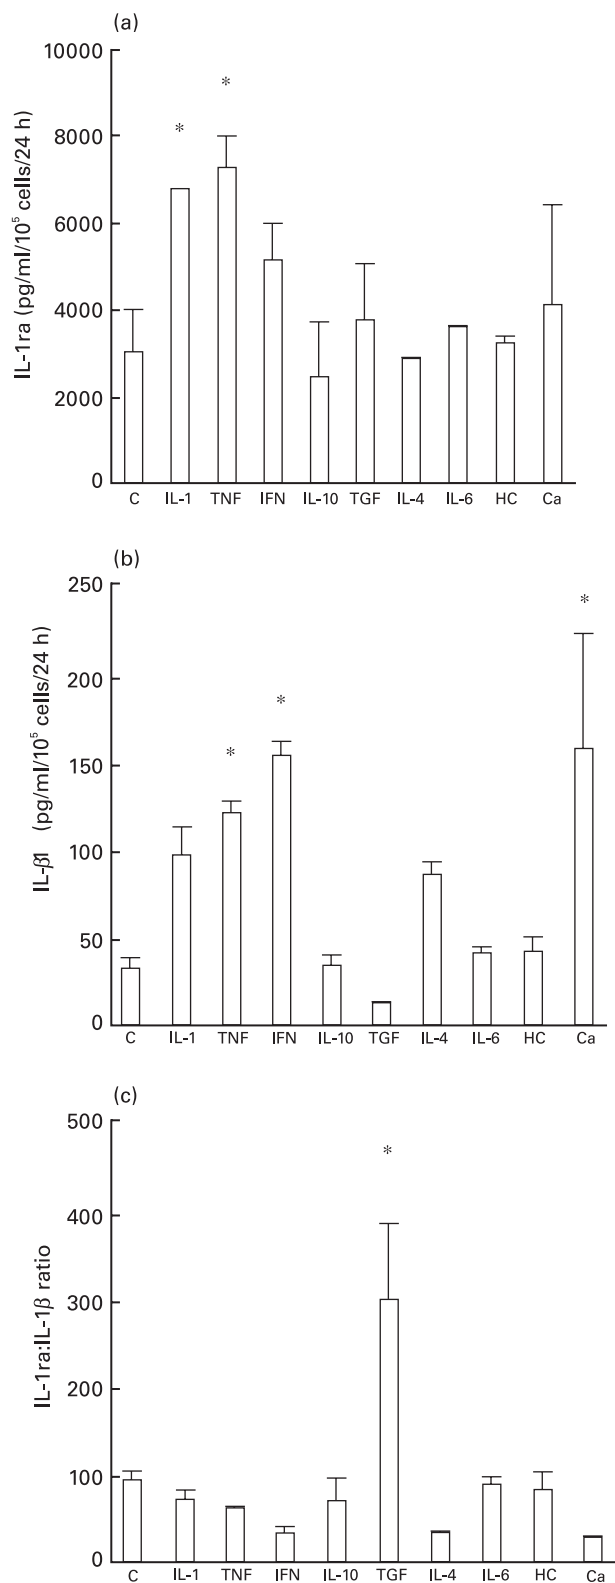 (a)
10000
8000
6000
4000
2000
0
IL-1ra (pg/ml/10⁵ cells/24 h)
* *
C IL-1 TNF IFN IL-10 TGF IL-4 IL-6 HC Ca
(b)
250
200
150
100
50
0
IL-β1 (pg/ml/10⁵ cells/24 h)
* * *
C IL-1 TNF IFN IL-10 TGF IL-4 IL-6 HC Ca
(c)
500
400
300
200
100
0
IL-1ra:IL-1β ratio
*
C IL-1 TNF IFN IL-10 TGF IL-4 IL-6 HC Ca